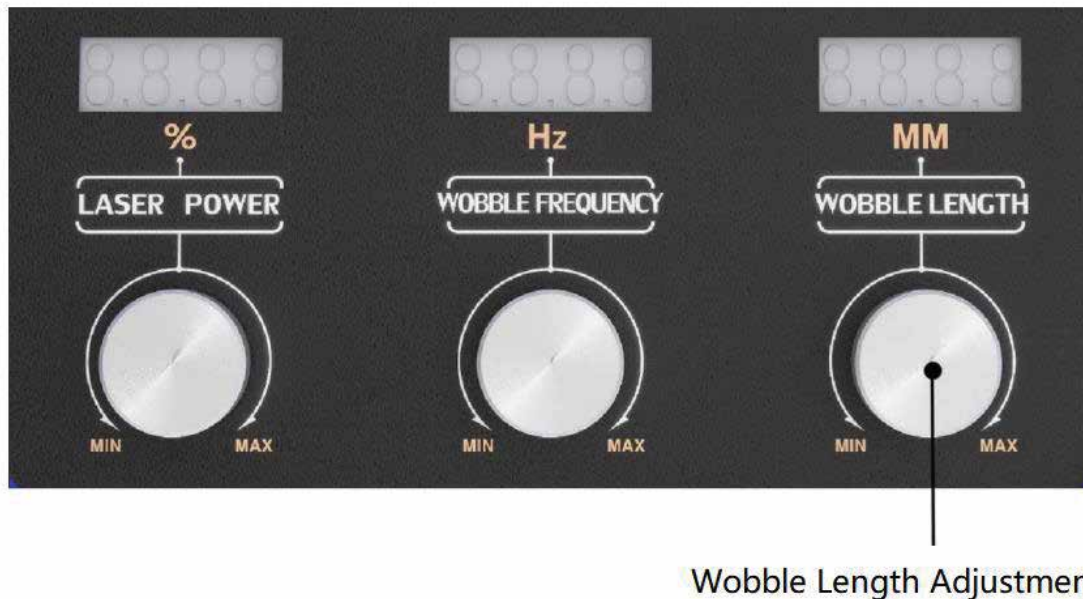 % Hz MM
LASER POWER WOBBLE FREQUENCY WOBBLE LENGTH
MIN MAX MIN MAX MIN MAX
Wobble Length Adjustmen